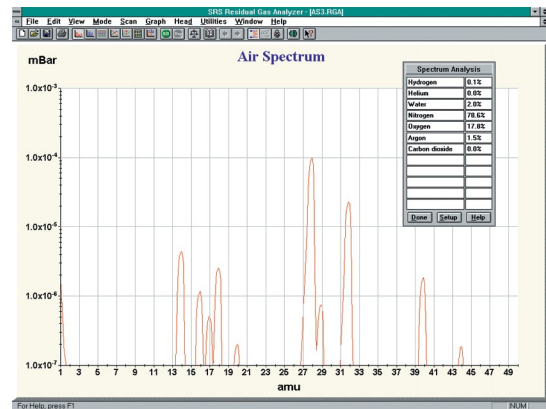 SRS Residual Gas Analyzer - [AS3.RGA]
File Edit View Mode Scan Graph Head Utilities Window Help
Air Spectrum
mBar
Spectrum Analysis
Hydrogen 0.1%
Helium 0.0%
Water 2.0%
Nitrogen 78.6%
Oxygen 17.8%
Argon 1.5%
Carbon dioxide 0.0%
Done Setup Help
1.0x10-3
1.0x10-4
1.0x10-5
1.0x10-6
1.0x10-7
1 3 5 7 9 11 13 15 17 19 21 23 25 27 29 31 33 35 37 39 41 43 45 47 49
amu
For Help, press F1
NUM